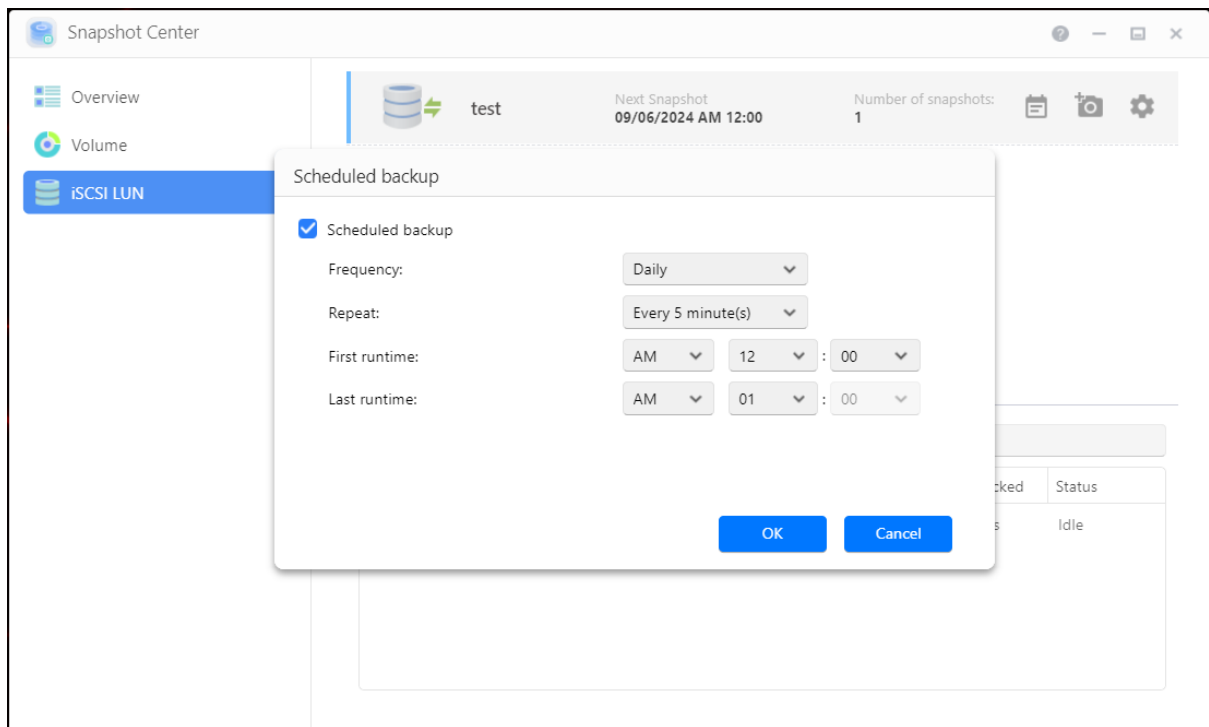 Snapshot Center
Overview
Volume
iSCSI LUN
test
Next Snapshot
09/06/2024 AM 12:00
Number of snapshots:
1
Scheduled backup
Scheduled backup
Frequency: Daily
Repeat: Every 5 minute(s)
First runtime: AM 12 : 00
Last runtime: AM 01 : 00
OK Cancel
Status
Idle